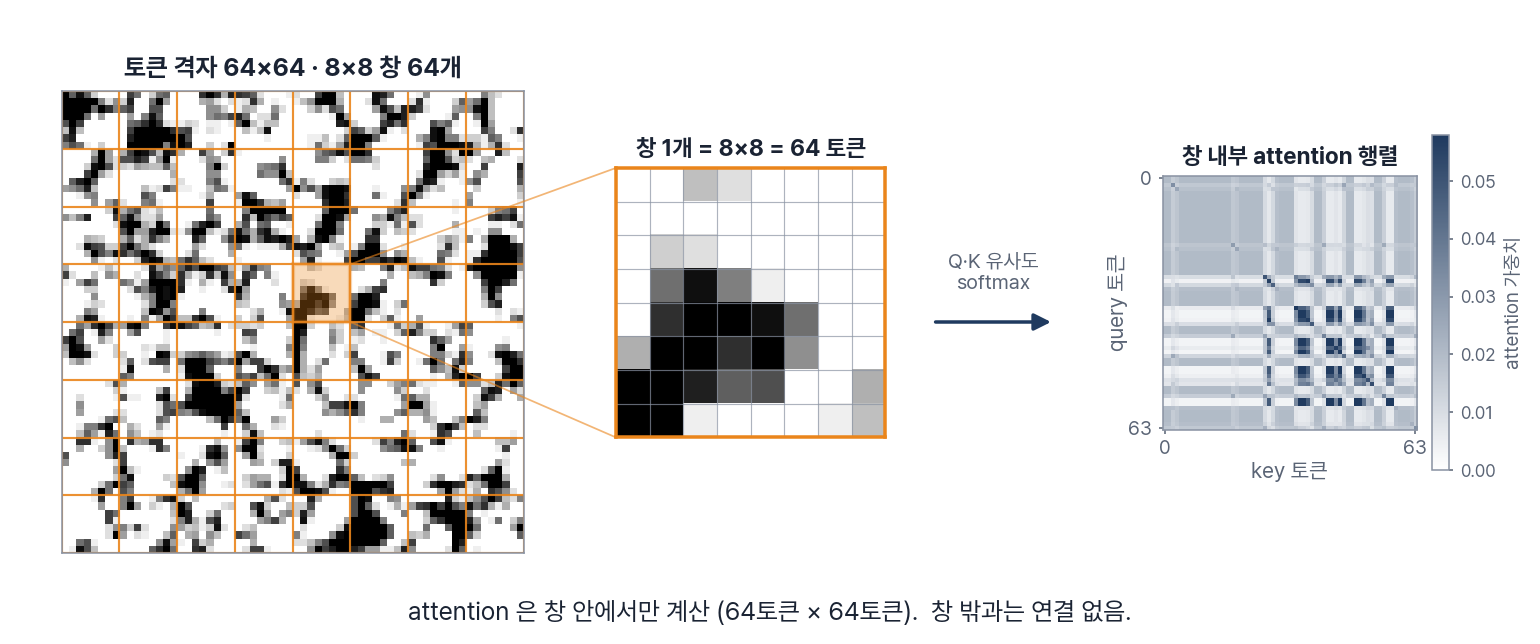 토큰 격자 64×64 · 8×8 창 64개
창 1개 = 8×8 = 64 토큰
Q·K 유사도
softmax
창 내부 attention 행렬
0
63
0
63
query 토큰
key 토큰
0.05
0.04
0.03
0.02
0.01
0.00
attention 가중치
attention 은 창 안에서만 계산 (64토큰 × 64토큰). 창 밖과는 연결 없음.